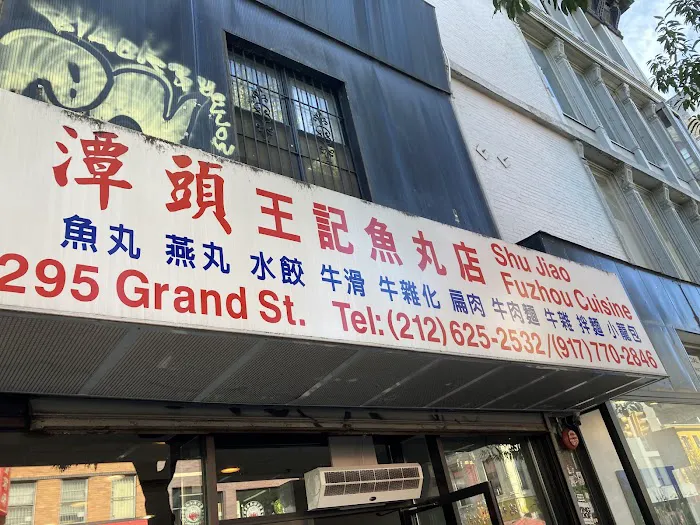 BLACK & YELLOW
潭頭王記魚丸店 Shu Jiao
Fuzhou Cuisine
魚丸 燕丸 水餃 牛滑 牛雜化 扁肉 牛肉麵 牛雜 拌麵 小籠包
295 Grand St. Tel: (212) 625-2532/(917)770-2846